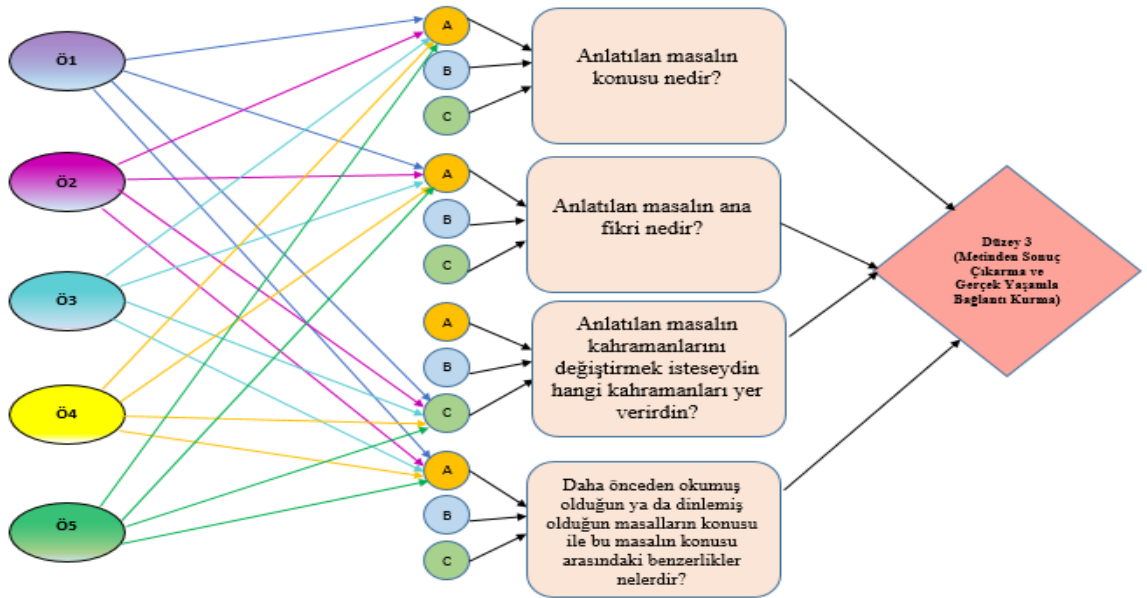 Ö1
Ö2
Ö3
Ö4
Ö5
A
B
C
Anlatılan masalın
konusu nedir?
A
B
C
Anlatılan masalın ana
fikri nedir?
A
B
C
Anlatılan masalın
kahramanlarını
değiştirmek isteseydin
hangi kahramanları yer
verirdin?
A
B
C
Daha önceden okumuş
olduğun ya da dinlemiş
olduğun masalların konusu
ile bu masalın konusu
arasındaki benzerlikler
nelerdir?
Düzey 3
(Metinden Sonuç
Çıkarma ve
Gerçek Yaşamla
Bağlantı Kurma)